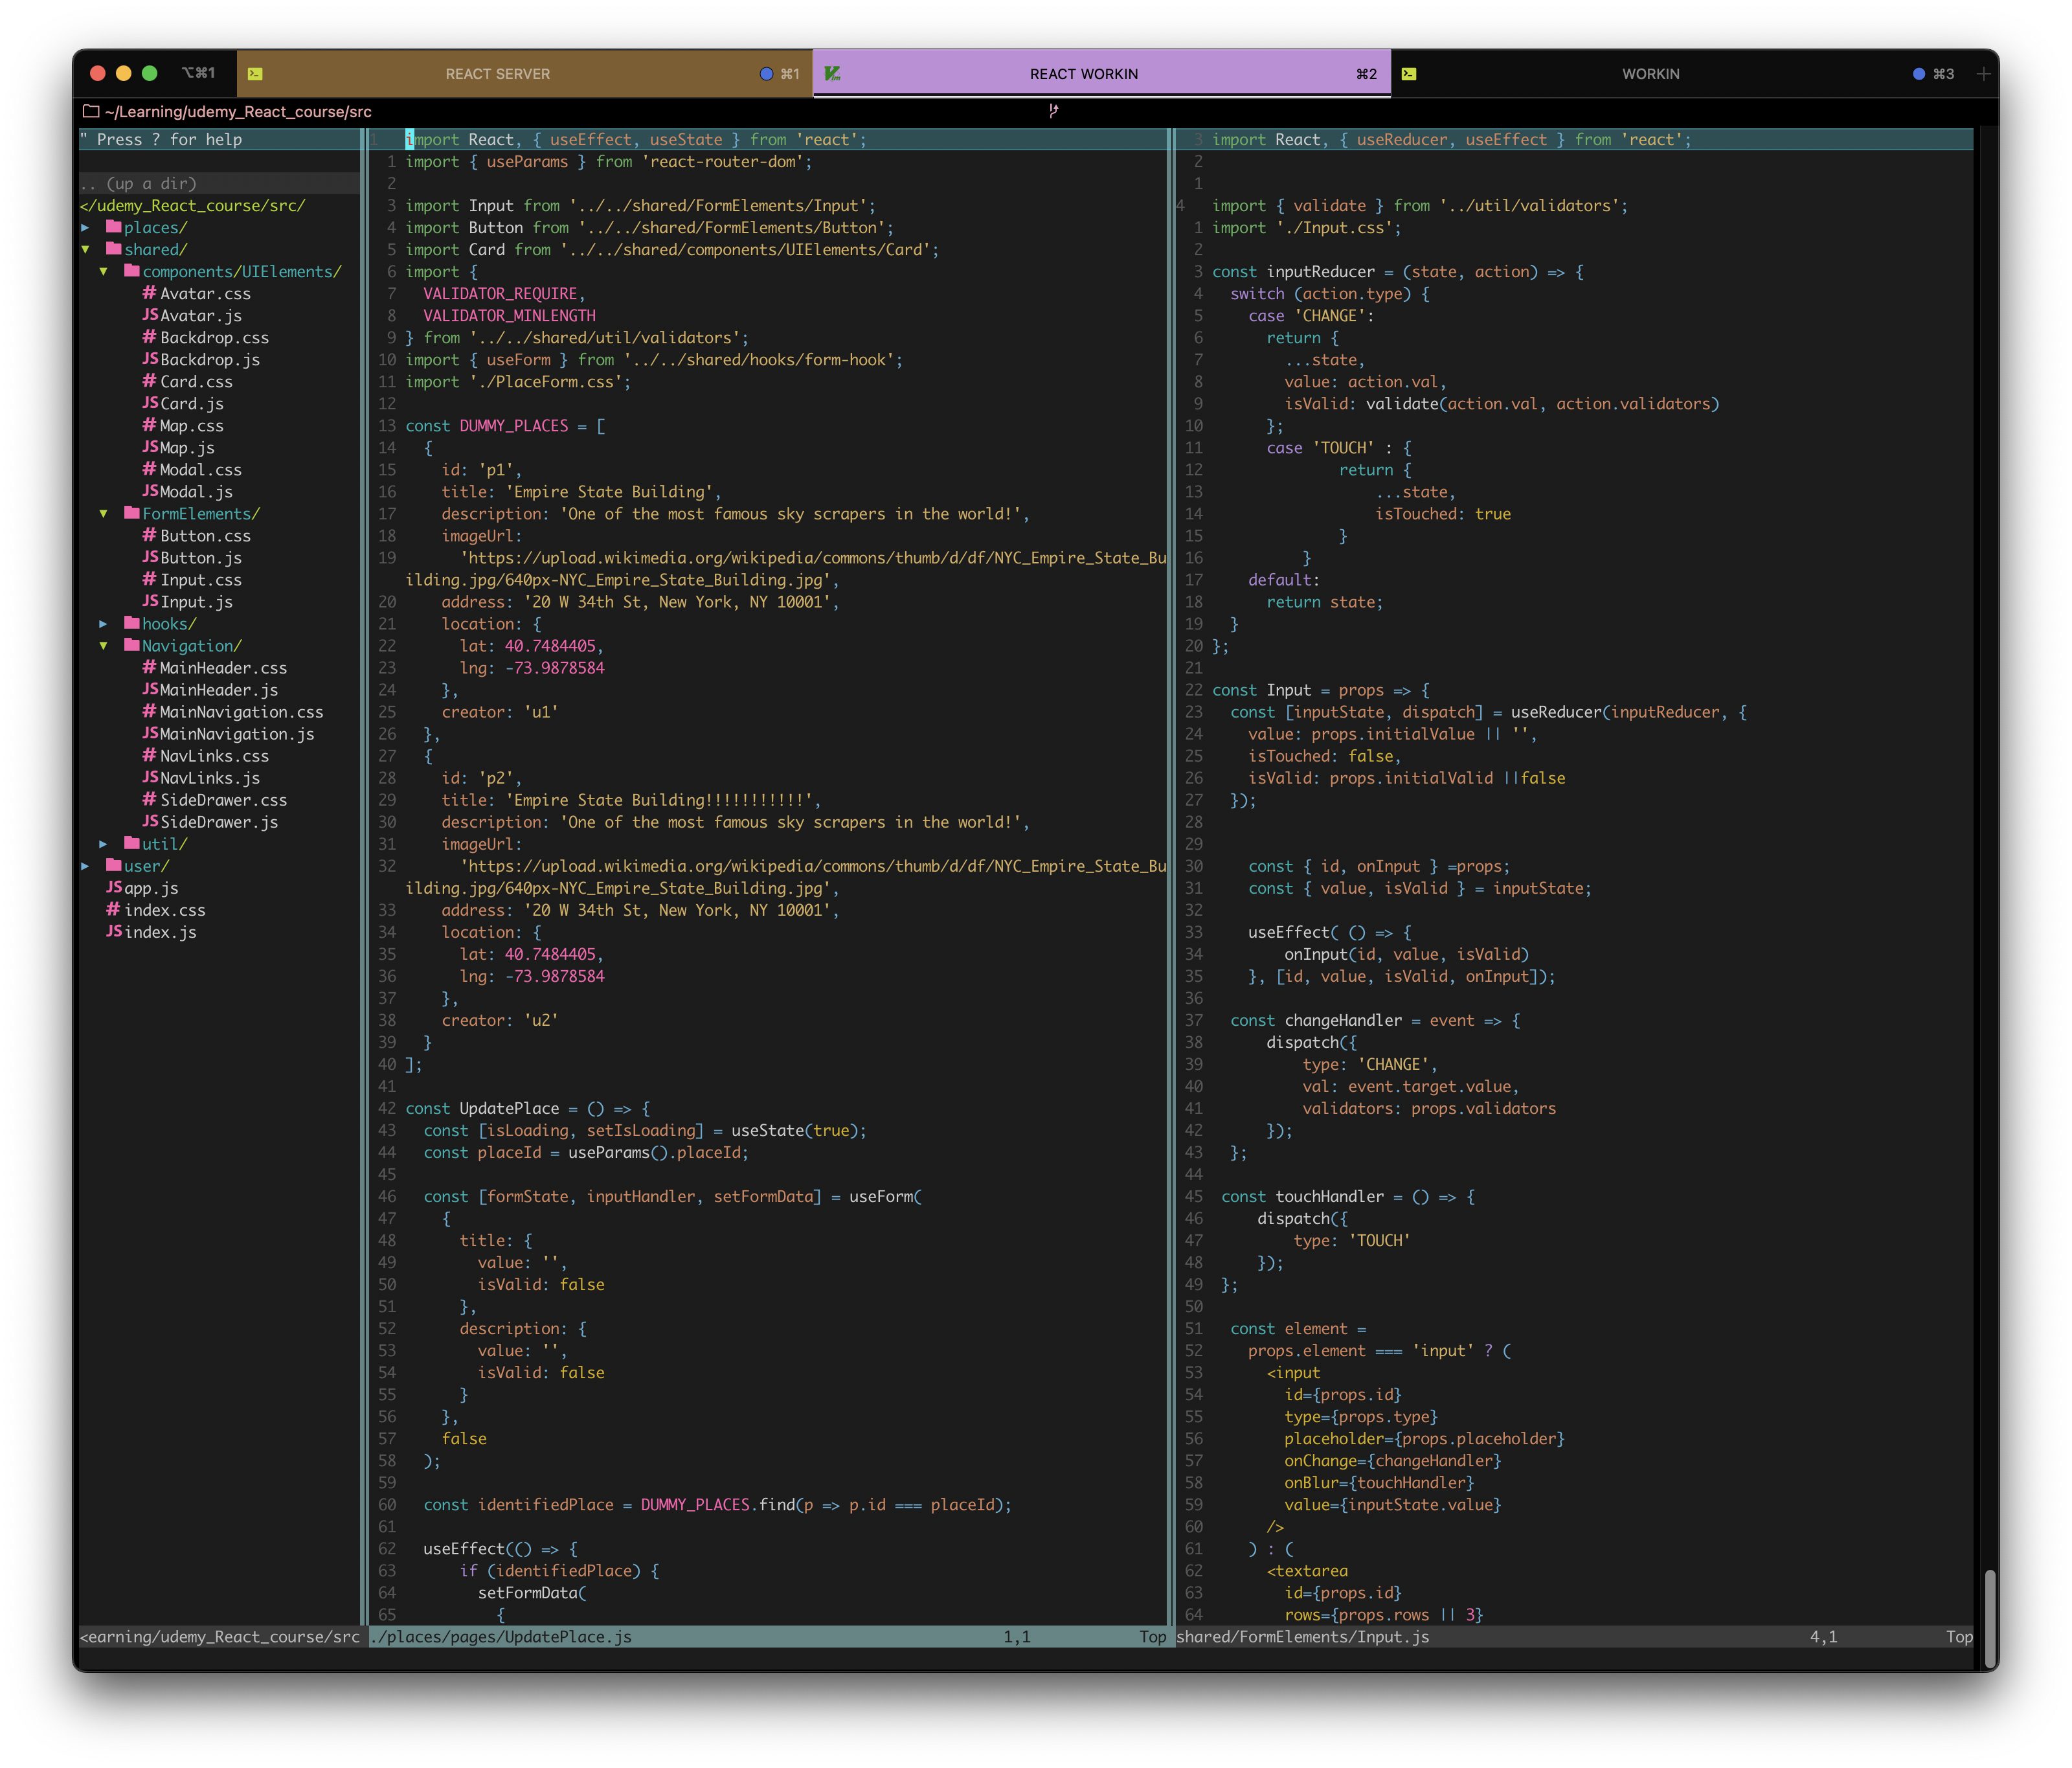 ⌥⌘1 REACT SERVER ⌘1 REACT WORKIN ⌘2 WORKIN ⌘3 +
~/Learning/udemy_React_course/src
" Press ? for help
.. (up a dir)
</udemy_React_course/src/
▸ places/
▾ shared/
▾ components/UIElements/
# Avatar.css
JS Avatar.js
# Backdrop.css
JS Backdrop.js
# Card.css
JS Card.js
# Map.css
JS Map.js
# Modal.css
JS Modal.js
▾ FormElements/
# Button.css
JS Button.js
# Input.css
JS Input.js
▸ hooks/
▾ Navigation/
# MainHeader.css
JS MainHeader.js
# MainNavigation.css
JS MainNavigation.js
# NavLinks.css
JS NavLinks.js
# SideDrawer.css
JS SideDrawer.js
▸ util/
▸ user/
JS app.js
# index.css
JS index.js
<earning/udemy_React_course/src
1 import React, { useEffect, useState } from 'react';
1 import { useParams } from 'react-router-dom';
2
3 import Input from '../../shared/FormElements/Input';
4 import Button from '../../shared/FormElements/Button';
5 import Card from '../../shared/components/UIElements/Card';
6 import {
7   VALIDATOR_REQUIRE,
8   VALIDATOR_MINLENGTH
9 } from '../../shared/util/validators';
10 import { useForm } from '../../shared/hooks/form-hook';
11 import './PlaceForm.css';
12
13 const DUMMY_PLACES = [
14   {
15     id: 'p1',
16     title: 'Empire State Building',
17     description: 'One of the most famous sky scrapers in the world!',
18     imageUrl:
19       'https://upload.wikimedia.org/wikipedia/commons/thumb/d/df/NYC_Empire_State_Bu
ilding.jpg/640px-NYC_Empire_State_Building.jpg',
20     address: '20 W 34th St, New York, NY 10001',
21     location: {
22       lat: 40.7484405,
23       lng: -73.9878584
24     },
25     creator: 'u1'
26   },
27   {
28     id: 'p2',
29     title: 'Empire State Building!!!!!!!!!!!',
30     description: 'One of the most famous sky scrapers in the world!',
31     imageUrl:
32       'https://upload.wikimedia.org/wikipedia/commons/thumb/d/df/NYC_Empire_State_Bu
ilding.jpg/640px-NYC_Empire_State_Building.jpg',
33     address: '20 W 34th St, New York, NY 10001',
34     location: {
35       lat: 40.7484405,
36       lng: -73.9878584
37     },
38     creator: 'u2'
39   }
40 ];
41
42 const UpdatePlace = () => {
43   const [isLoading, setIsLoading] = useState(true);
44   const placeId = useParams().placeId;
45
46   const [formState, inputHandler, setFormData] = useForm(
47     {
48       title: {
49         value: '',
50         isValid: false
51       },
52       description: {
53         value: '',
54         isValid: false
55       }
56     },
57     false
58   );
59
60   const identifiedPlace = DUMMY_PLACES.find(p => p.id === placeId);
61
62   useEffect(() => {
63       if (identifiedPlace) {
64         setFormData(
65           {
./places/pages/UpdatePlace.js 1,1 Top
3 import React, { useReducer, useEffect } from 'react';
2
1
4 import { validate } from '../util/validators';
1 import './Input.css';
2
3 const inputReducer = (state, action) => {
4   switch (action.type) {
5     case 'CHANGE':
6       return {
7         ...state,
8         value: action.val,
9         isValid: validate(action.val, action.validators)
10       };
11       case 'TOUCH' : {
12               return {
13                   ...state,
14                   isTouched: true
15               }
16           }
17     default:
18       return state;
19   }
20 };
21
22 const Input = props => {
23   const [inputState, dispatch] = useReducer(inputReducer, {
24     value: props.initialValue || '',
25     isTouched: false,
26     isValid: props.initialValid ||false
27   });
28
29
30     const { id, onInput } =props;
31     const { value, isValid } = inputState;
32
33     useEffect( () => {
34         onInput(id, value, isValid)
35     }, [id, value, isValid, onInput]);
36
37   const changeHandler = event => {
38       dispatch({
39           type: 'CHANGE',
40           val: event.target.value,
41           validators: props.validators
42       });
43   };
44
45  const touchHandler = () => {
46      dispatch({
47          type: 'TOUCH'
48      });
49  };
50
51   const element =
52     props.element === 'input' ? (
53       <input
54         id={props.id}
55         type={props.type}
56         placeholder={props.placeholder}
57         onChange={changeHandler}
58         onBlur={touchHandler}
59         value={inputState.value}
60       />
61     ) : (
62       <textarea
63         id={props.id}
64         rows={props.rows || 3}
shared/FormElements/Input.js 4,1 Top